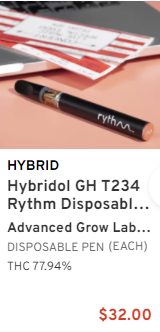 rythm.
HYBRID
Hybridol GH T234
Rythm Disposabl...
Advanced Grow Lab...
DISPOSABLE PEN (EACH)
THC 77.94%
$32.00